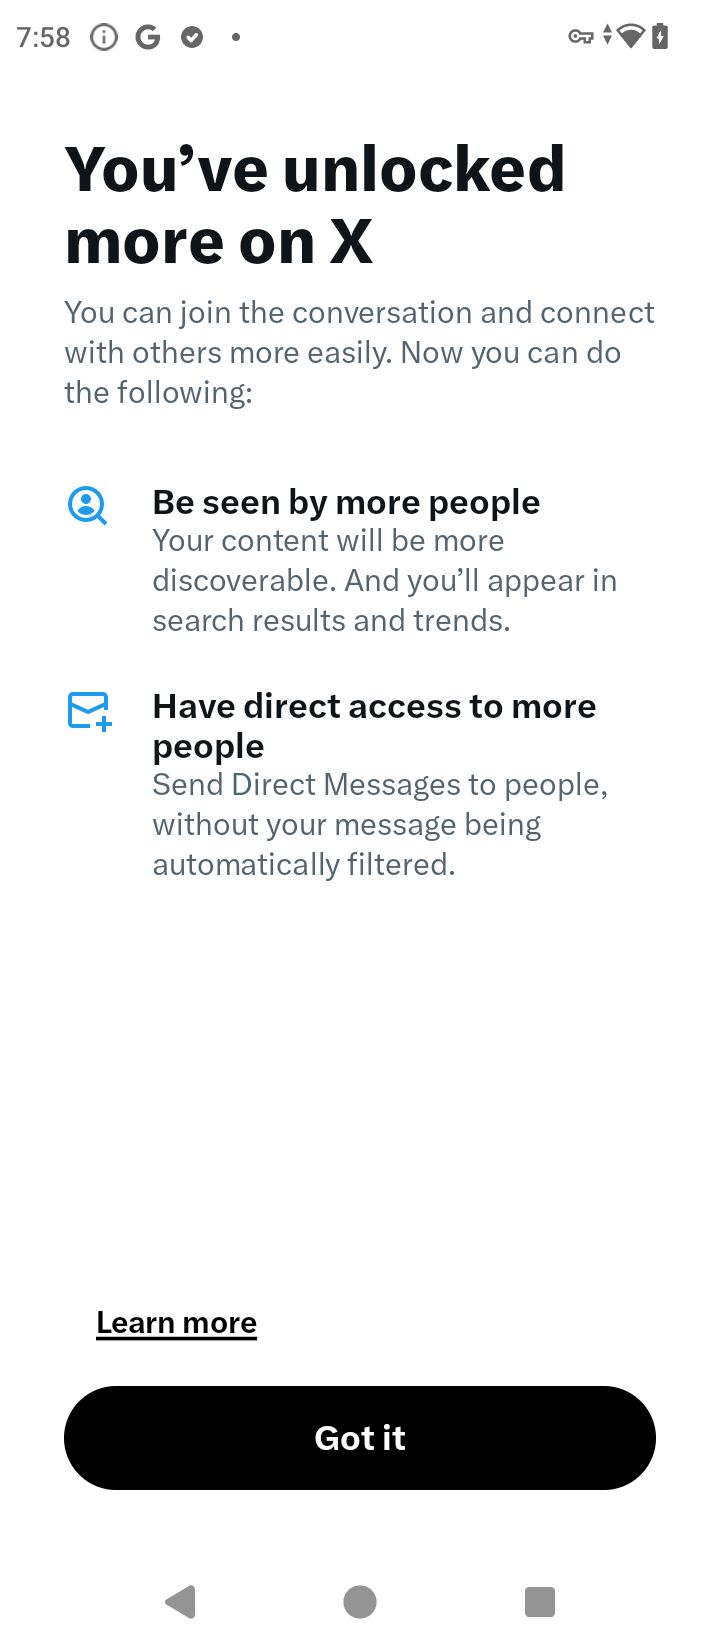 7:58
You’ve unlocked
more on X
You can join the conversation and connect
with others more easily. Now you can do
the following:
Be seen by more people
Your content will be more
discoverable. And you’ll appear in
search results and trends.
Have direct access to more
people
Send Direct Messages to people,
without your message being
automatically filtered.
Learn more
Got it